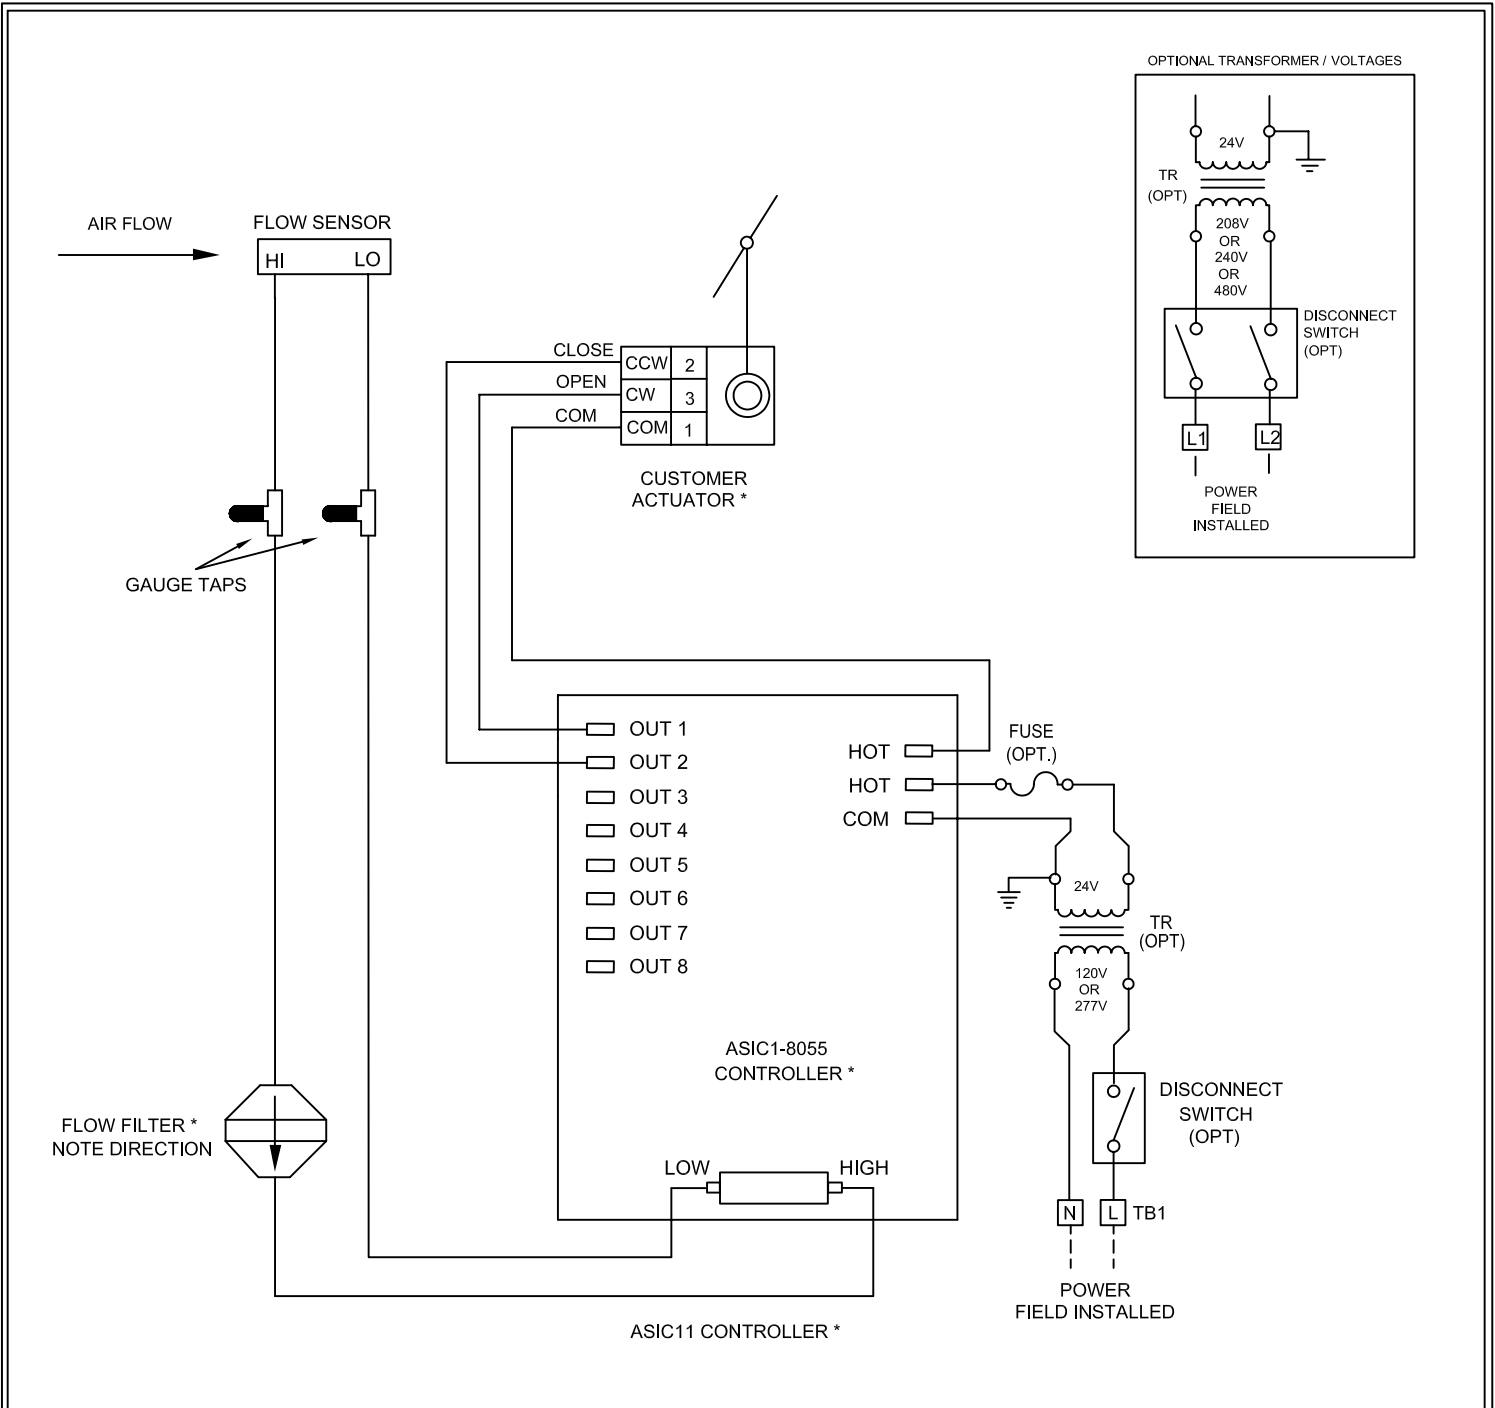 OPTIONAL TRANSFORMER / VOLTAGES
24V
TR
(OPT)
208V
OR
240V
OR
480V
DISCONNECT
SWITCH
(OPT)
L1 L2
POWER
FIELD
INSTALLED
AIR FLOW
FLOW SENSOR
HI LO
GAUGE TAPS
CLOSE
CCW 2
OPEN
CW 3
COM
COM 1
CUSTOMER
ACTUATOR *
OUT 1
OUT 2
OUT 3
OUT 4
OUT 5
OUT 6
OUT 7
OUT 8
HOT
HOT
COM
FUSE
(OPT.)
24V
TR
(OPT)
120V
OR
277V
ASIC1-8055
CONTROLLER *
DISCONNECT
SWITCH
(OPT)
FLOW FILTER *
NOTE DIRECTION
LOW HIGH
N L TB1
POWER
FIELD INSTALLED
ASIC11 CONTROLLER *